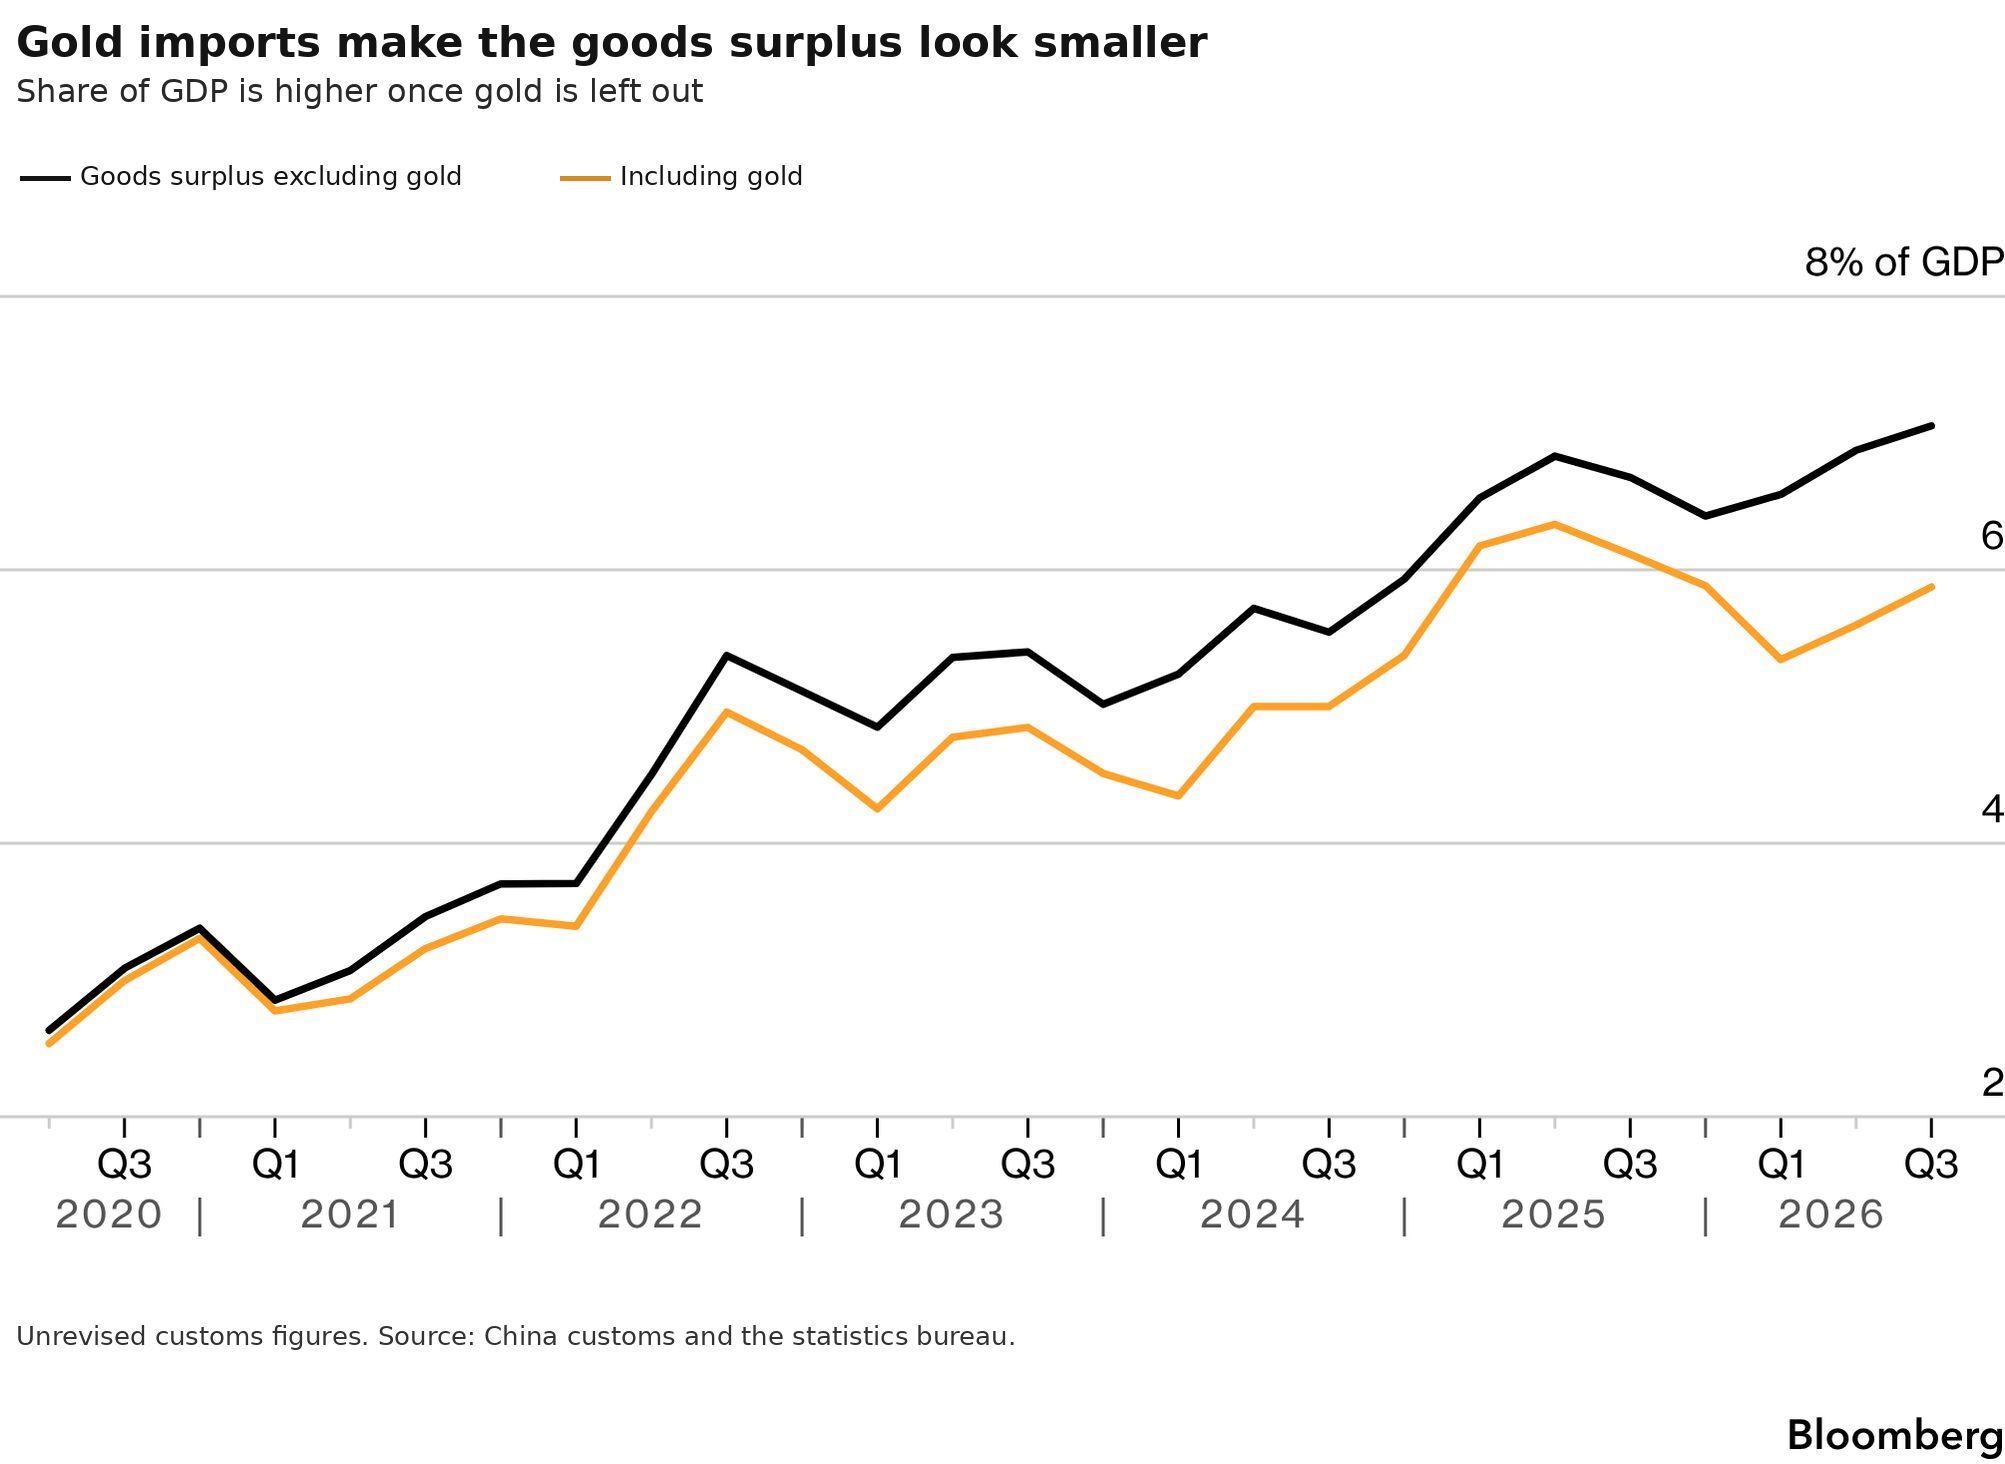 Gold imports make the goods surplus look smaller
Share of GDP is higher once gold is left out
Goods surplus excluding gold Including gold
8% of GDP
6
4
2
Q3 Q1 Q3 Q1 Q3 Q1 Q3 Q1 Q3 Q1 Q3 Q1 Q3
2020 | 2021 | 2022 | 2023 | 2024 | 2025 | 2026
Unrevised customs figures. Source: China customs and the statistics bureau.
Bloomberg